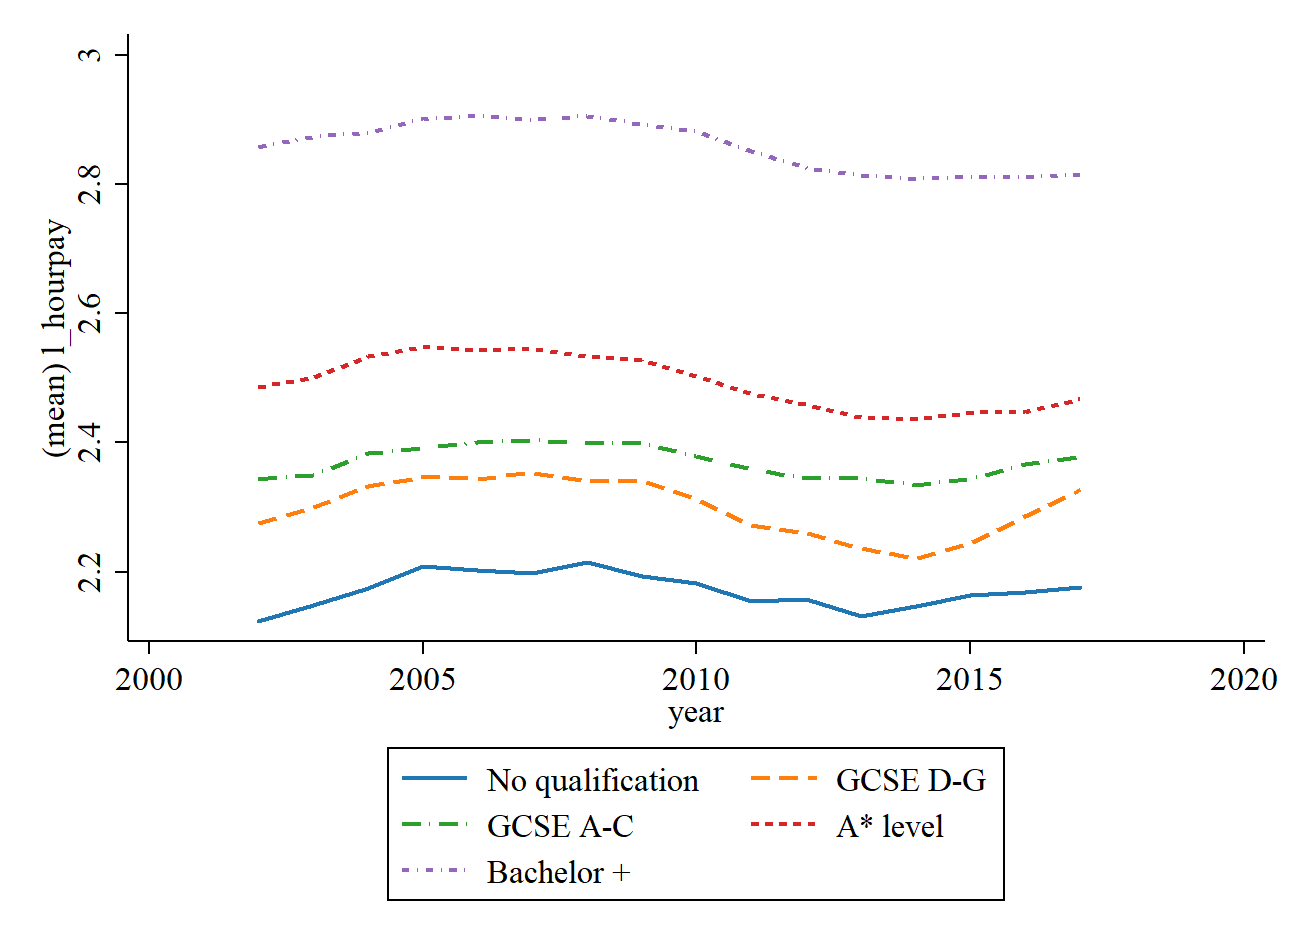 (mean) l_hourpay
3
2.8
2.6
2.4
2.2
2000 2005 2010 2015 2020
year
No qualification GCSE D-G
GCSE A-C A* level
Bachelor +